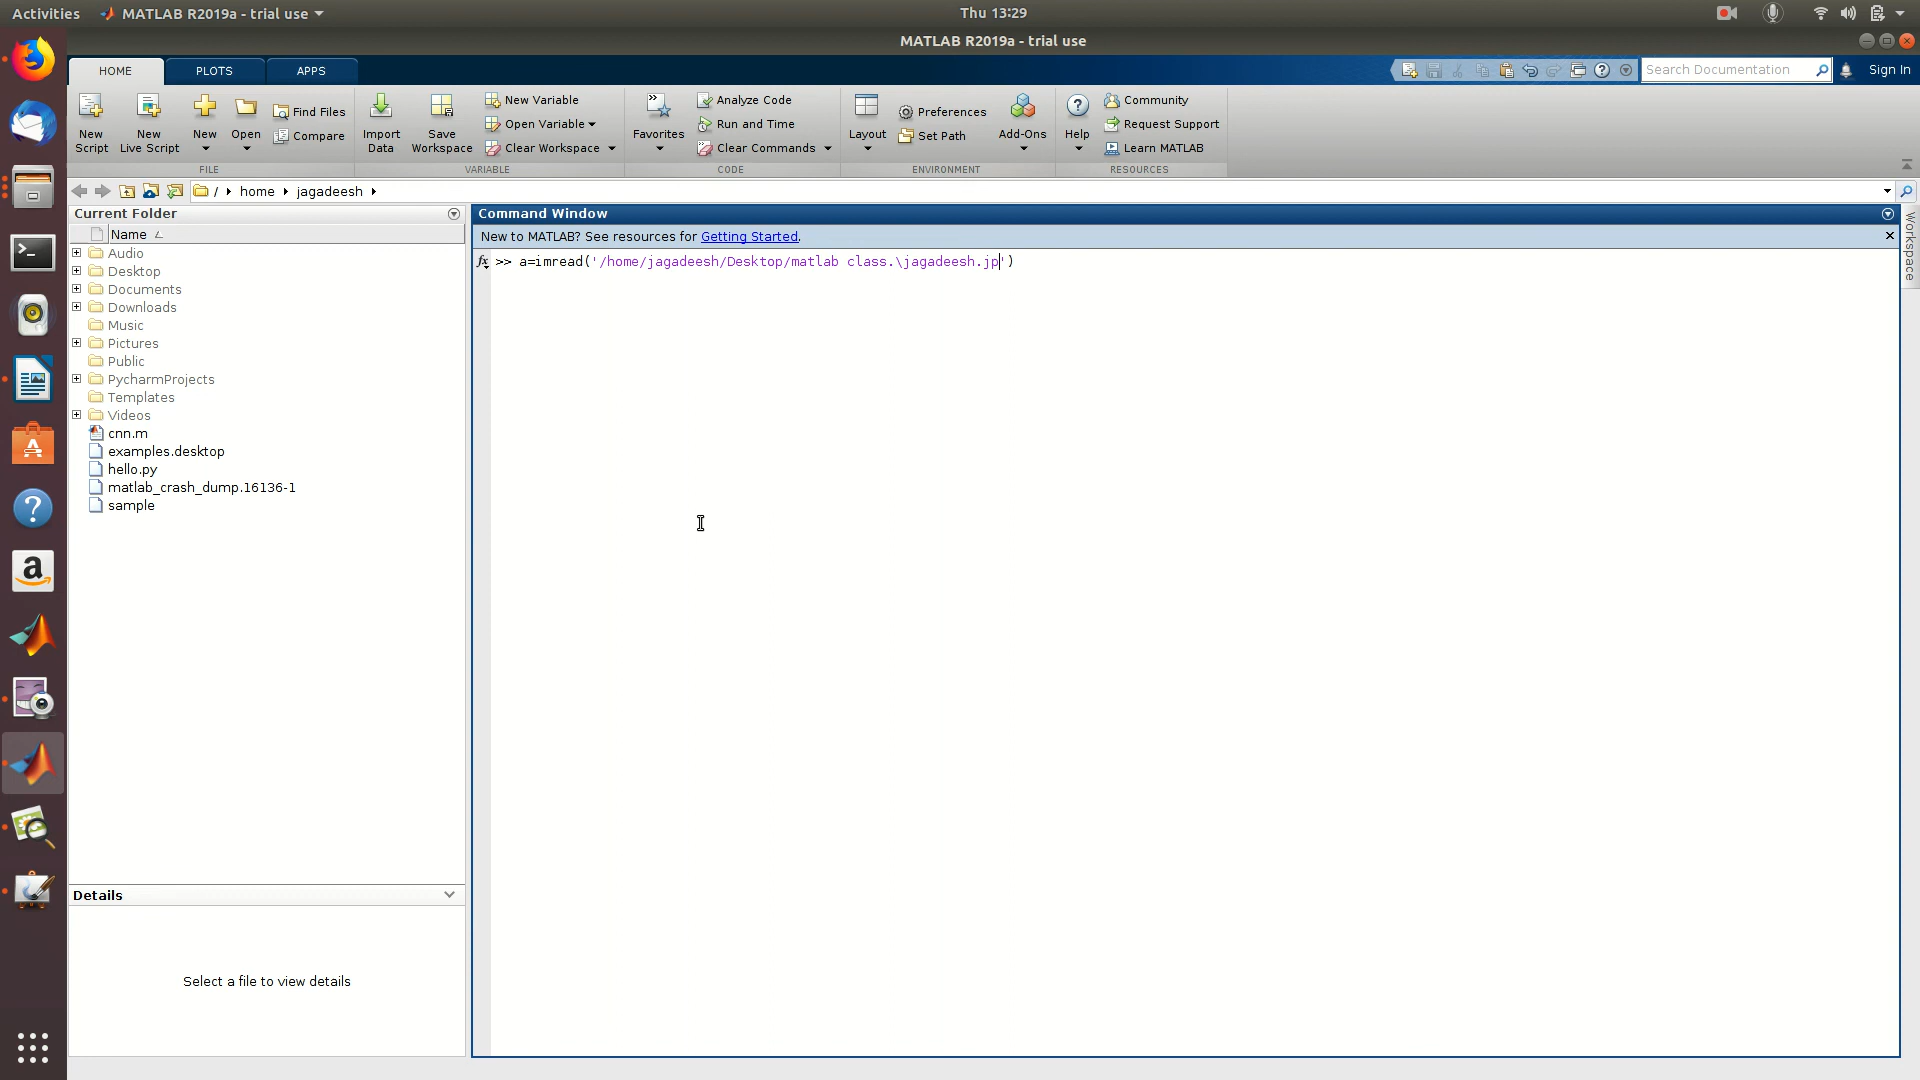 Activities MATLAB R2019a - trial use Thu 13:29
MATLAB R2019a - trial use
HOME PLOTS APPS Search Documentation Sign In
New Script
New Live Script
New
Open
Find Files
Compare
FILE
Import Data
Save Workspace
New Variable
Open Variable
Clear Workspace
VARIABLE
Favorites
Analyze Code
Run and Time
Clear Commands
CODE
Layout
Preferences
Set Path
Add-Ons
ENVIRONMENT
Help
Community
Request Support
Learn MATLAB
RESOURCES
/ home jagadeesh
Current Folder
Name
Audio
Desktop
Documents
Downloads
Music
Pictures
Public
PycharmProjects
Templates
Videos
cnn.m
examples.desktop
hello.py
matlab_crash_dump.16136-1
sample
Details
Select a file to view details
Command Window
New to MATLAB? See resources for Getting Started.
fx >> a=imread('/home/jagadeesh/Desktop/matlab class.\jagadeesh.jp')
Workspace